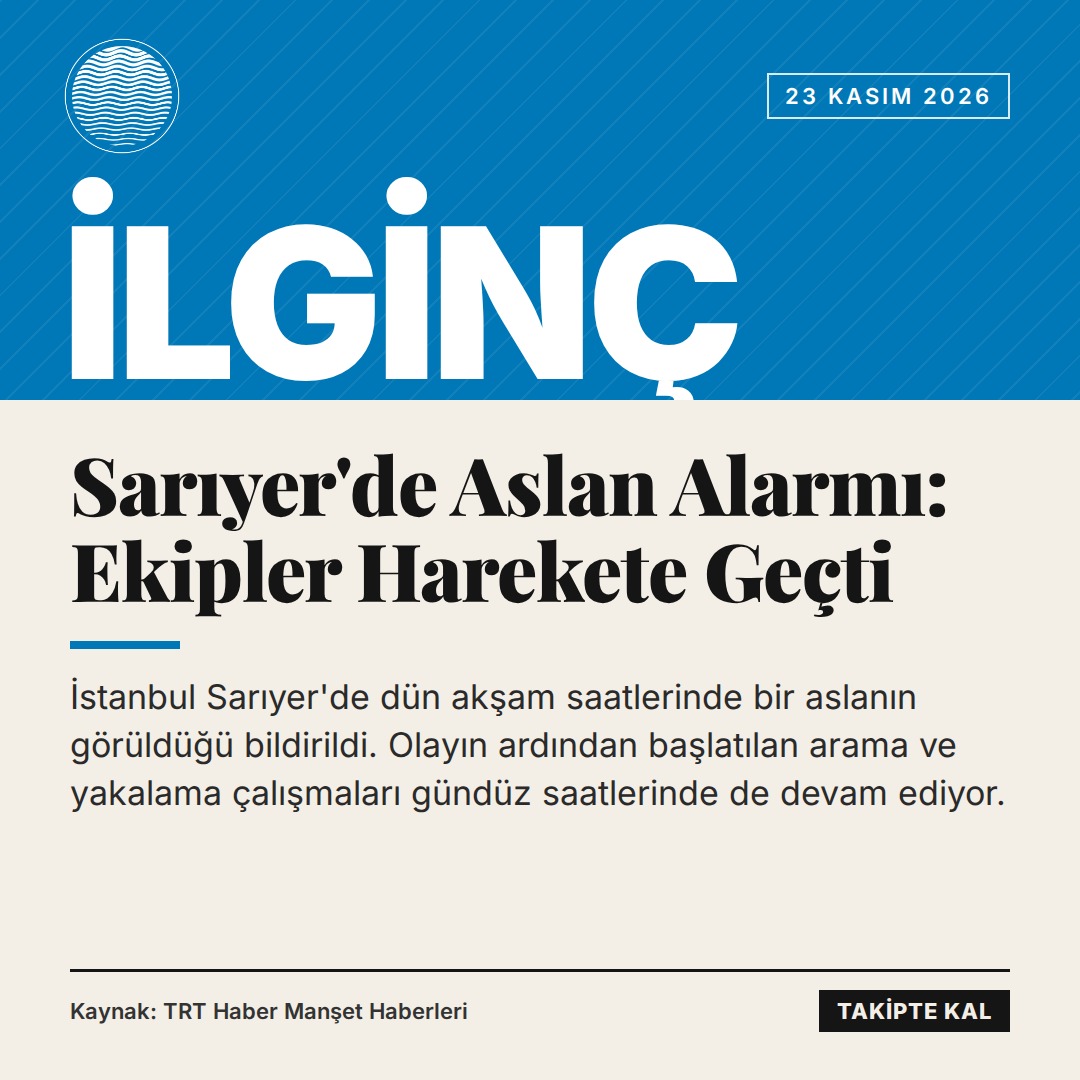 23 KASIM 2026
İLGİNÇ
Sarıyer'de Aslan Alarmı:
Ekipler Harekete Geçti
İstanbul Sarıyer'de dün akşam saatlerinde bir aslanın
görüldüğü bildirildi. Olayın ardından başlatılan arama ve
yakalama çalışmaları gündüz saatlerinde de devam ediyor.
Kaynak: TRT Haber Manşet Haberleri
TAKİPTE KAL